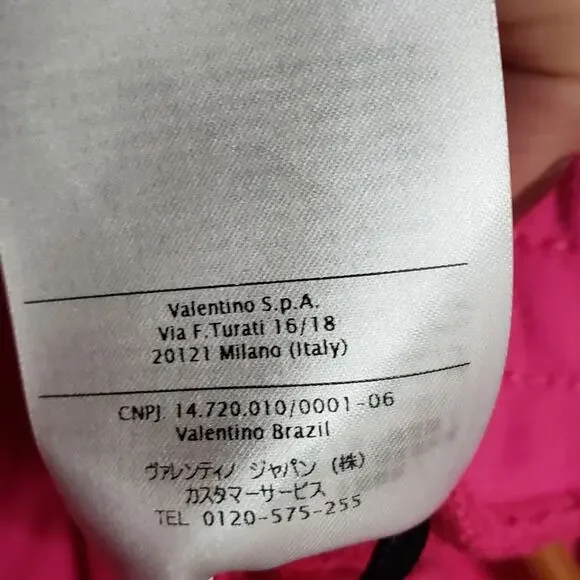 Valentino S.p.A.
Via F.Turati 16/18
20121 Milano (Italy)
CNPJ. 14.720.010/0001-06
Valentino Brazil
ヴァレンティノ ジャパン (株)
カスタマーサービス
TEL 0120-575-255